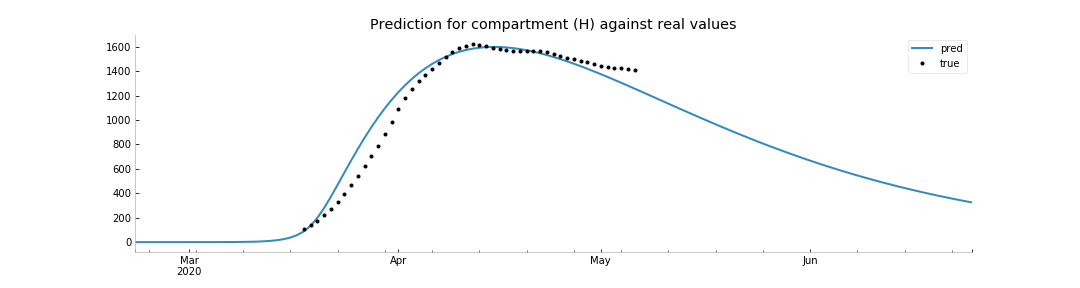 Prediction for compartment (H) against real values
1600
1400
1200
1000
800
600
400
200
0
pred
true
Mar
2020
Apr
May
Jun